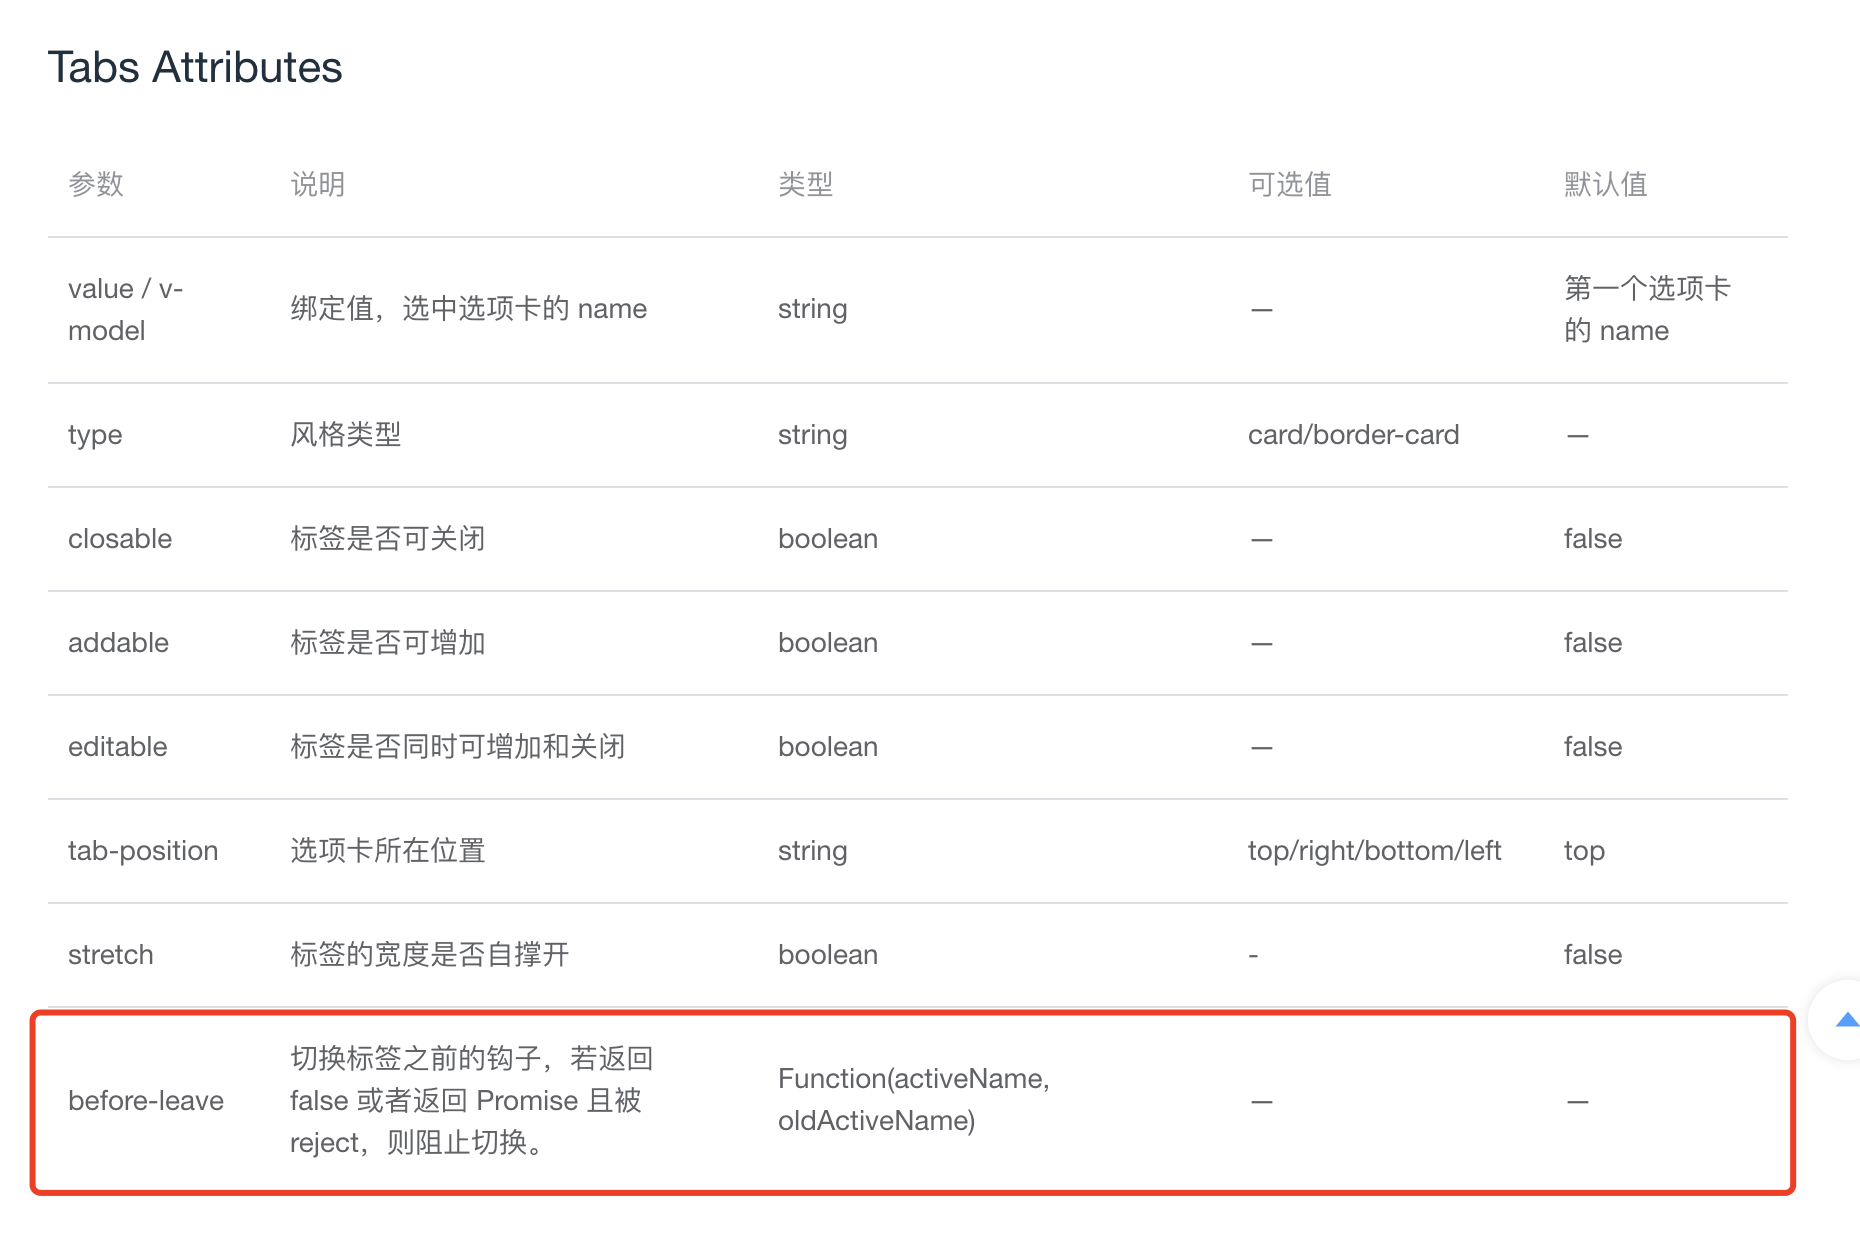 Tabs Attributes
参数 说明 类型 可选值 默认值
value / v-
model
绑定值，选中选项卡的 name
string
—
第一个选项卡
的 name
type 风格类型 string card/border-card —
closable 标签是否可关闭 boolean — false
addable 标签是否可增加 boolean — false
editable 标签是否同时可增加和关闭 boolean — false
tab-position 选项卡所在位置 string top/right/bottom/left top
stretch 标签的宽度是否自撑开 boolean - false
before-leave
切换标签之前的钩子，若返回
false 或者返回 Promise 且被
reject，则阻止切换。
Function(activeName,
oldActiveName)
—
—